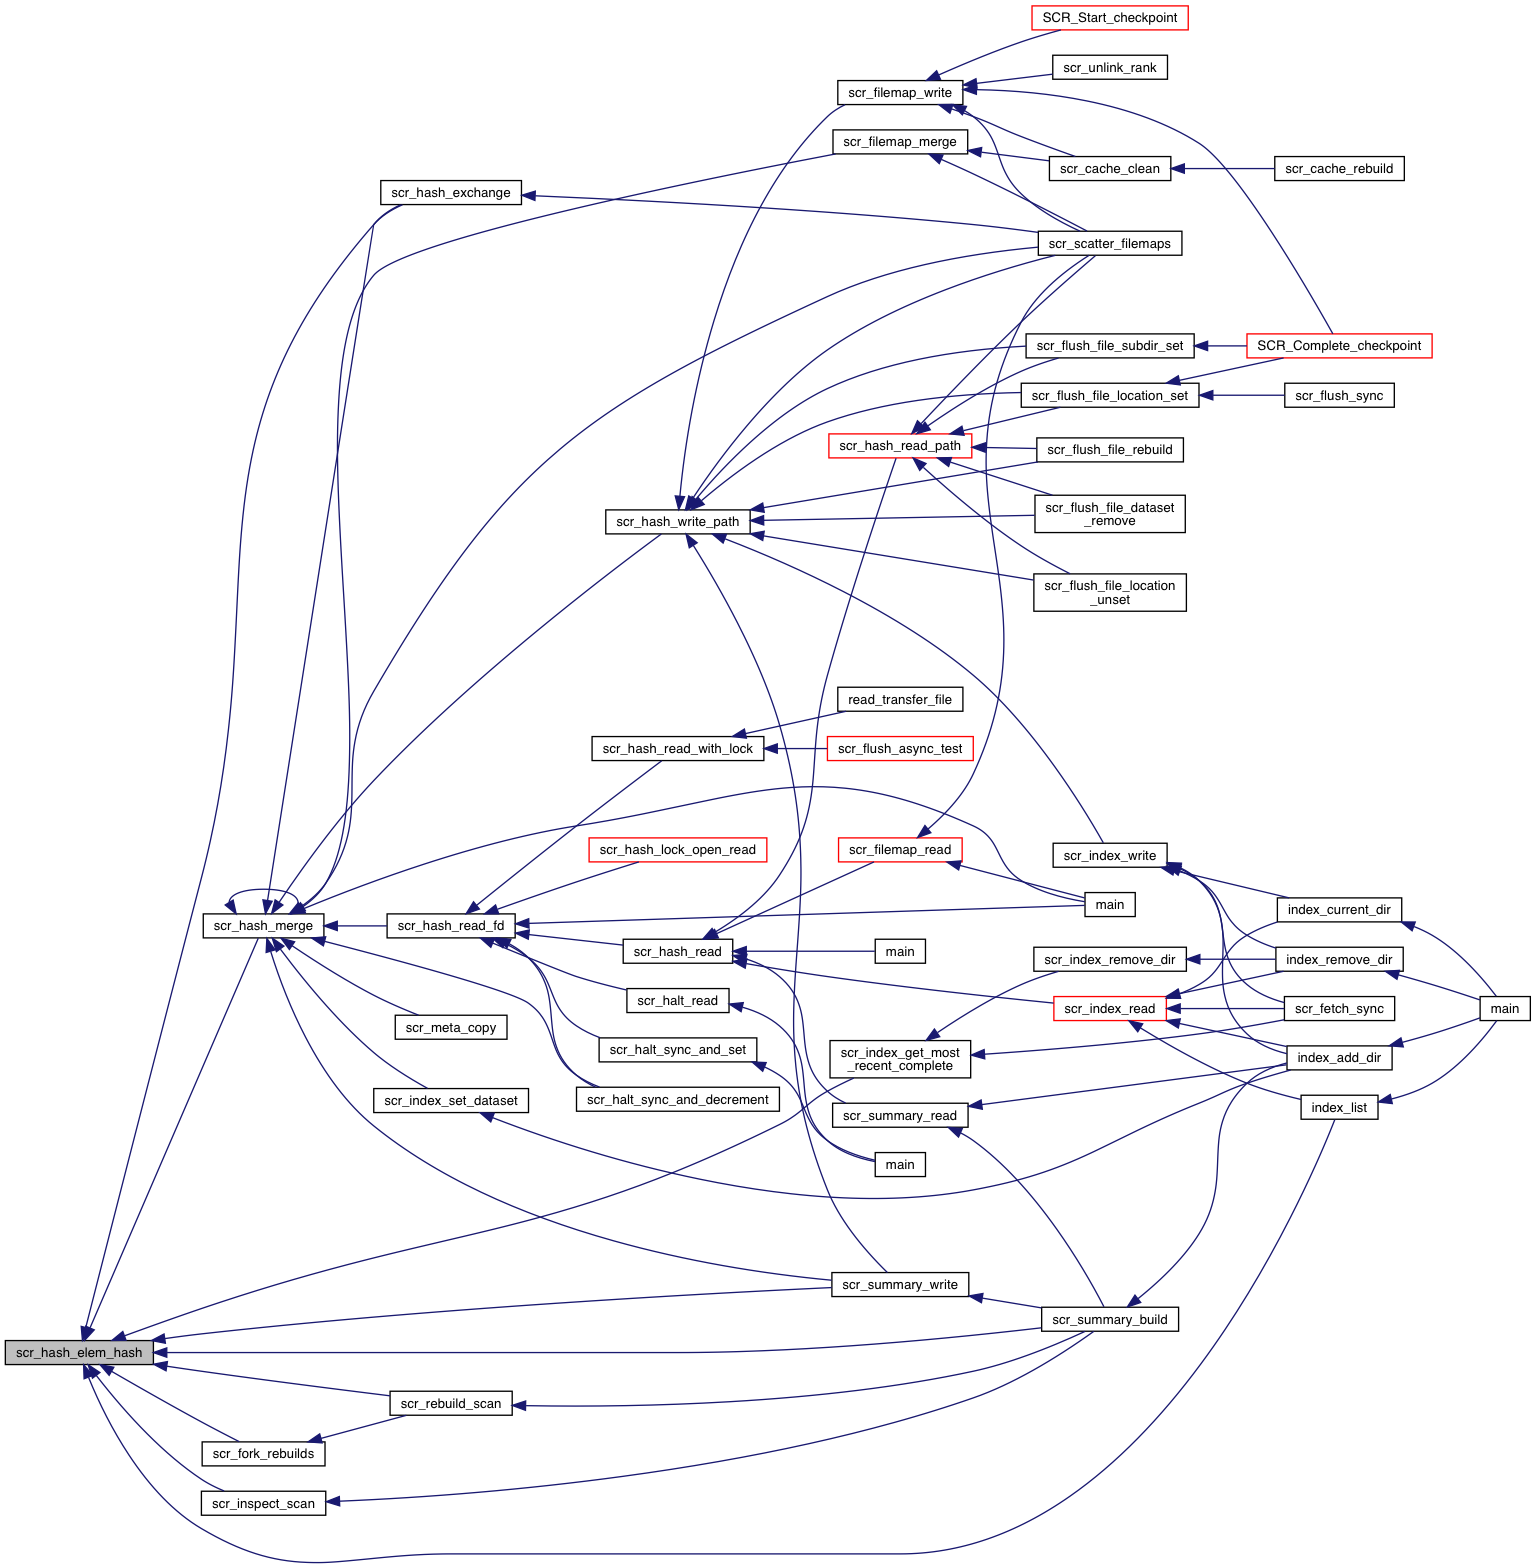 SCR_Start_checkpoint
scr_unlink_rank
scr_filemap_write
scr_filemap_merge
scr_cache_clean
scr_cache_rebuild
scr_hash_exchange
scr_scatter_filemaps
scr_flush_file_subdir_set
SCR_Complete_checkpoint
scr_flush_file_location_set
scr_flush_sync
scr_hash_read_path
scr_flush_file_rebuild
scr_hash_write_path
scr_flush_file_dataset
_remove
scr_flush_file_location
_unset
read_transfer_file
scr_hash_read_with_lock
scr_flush_async_test
scr_hash_lock_open_read
scr_filemap_read
scr_index_write
main
index_current_dir
scr_hash_merge
scr_hash_read_fd
scr_hash_read
main
scr_index_remove_dir
index_remove_dir
scr_halt_read
scr_index_read
scr_fetch_sync
main
scr_meta_copy
scr_halt_sync_and_set
scr_index_get_most
_recent_complete
index_add_dir
scr_index_set_dataset
scr_halt_sync_and_decrement
scr_summary_read
index_list
main
scr_summary_write
scr_summary_build
scr_hash_elem_hash
scr_rebuild_scan
scr_fork_rebuilds
scr_inspect_scan